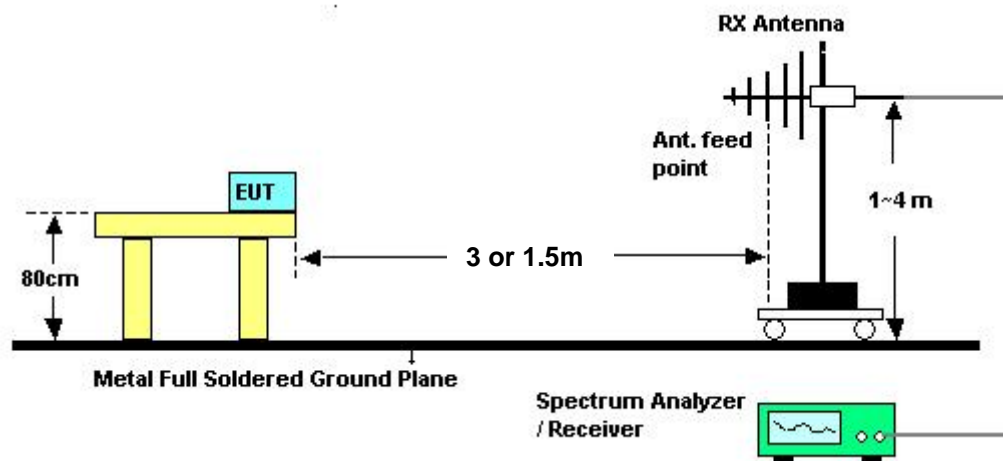 RX Antenna
Ant. feed
point
EUT
1~4 m
3 or 1.5m
80cm
Metal Full Soldered Ground Plane
Spectrum Analyzer
/ Receiver